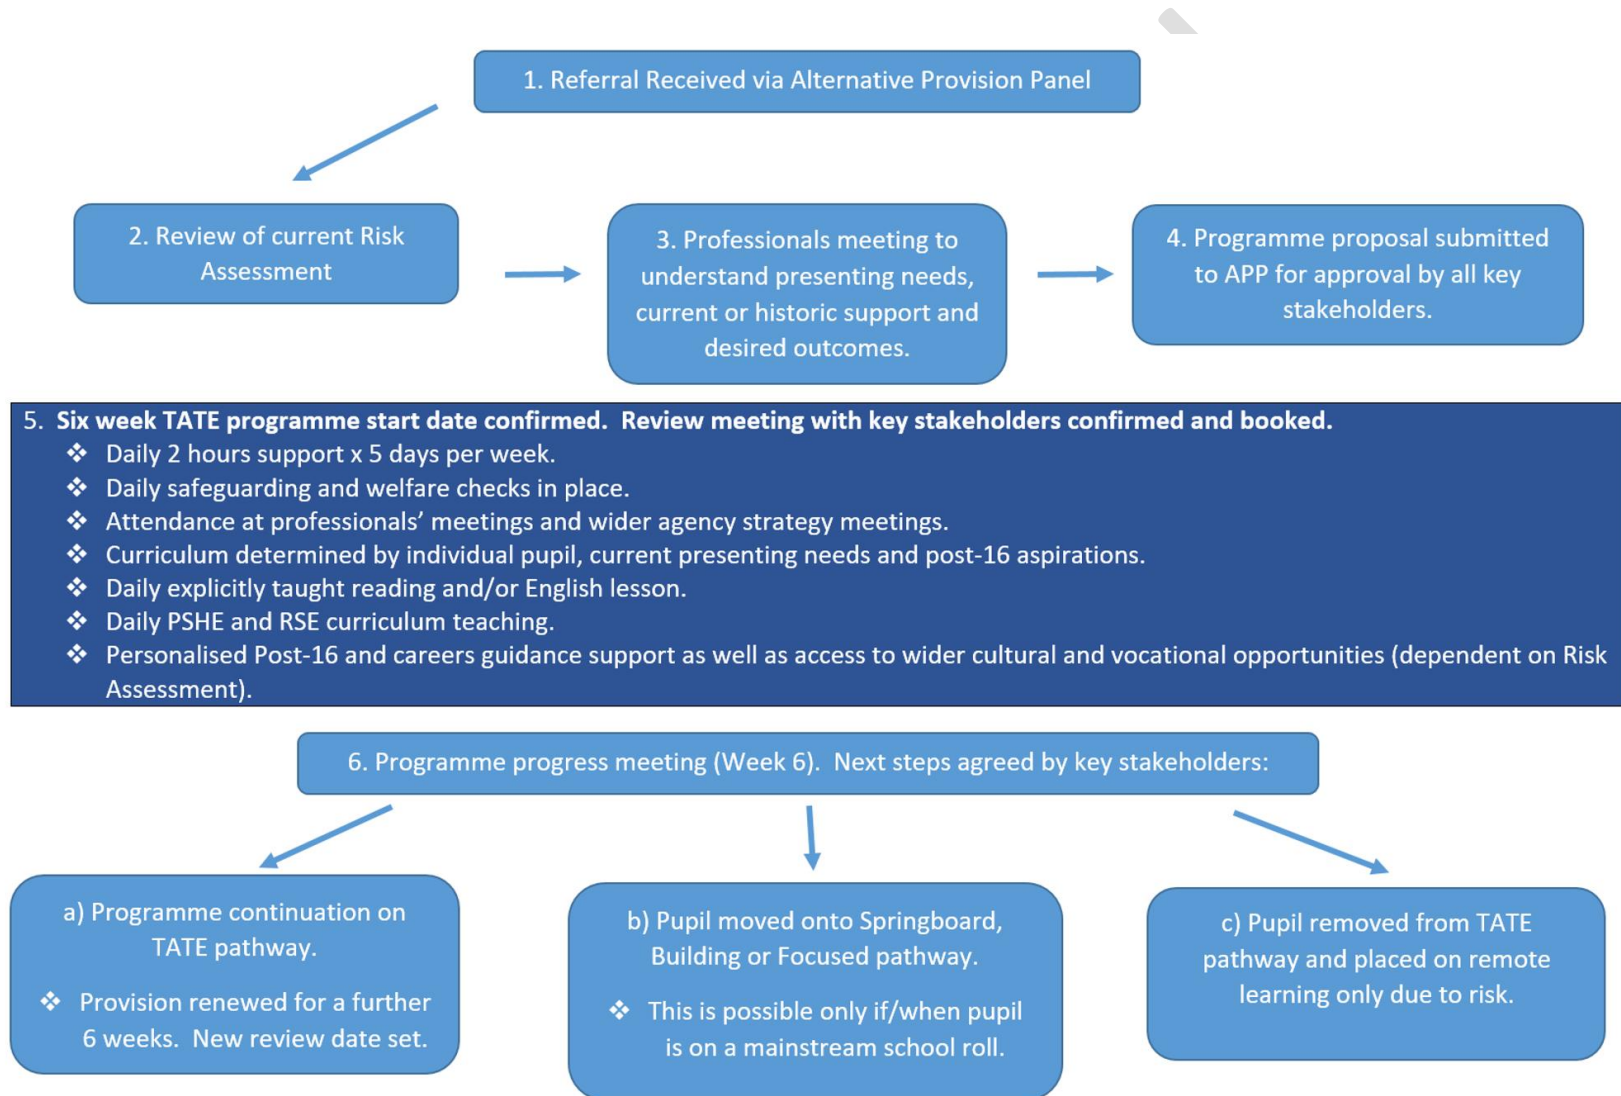 1. Referral Received via Alternative Provision Panel
2. Review of current Risk
Assessment
3. Professionals meeting to
understand presenting needs,
current or historic support and
desired outcomes.
4. Programme proposal submitted
to APP for approval by all key
stakeholders.
5. Six week TATE programme start date confirmed. Review meeting with key stakeholders confirmed and booked.
❖ Daily 2 hours support x 5 days per week.
❖ Daily safeguarding and welfare checks in place.
❖ Attendance at professionals’ meetings and wider agency strategy meetings.
❖ Curriculum determined by individual pupil, current presenting needs and post-16 aspirations.
❖ Daily explicitly taught reading and/or English lesson.
❖ Daily PSHE and RSE curriculum teaching.
❖ Personalised Post-16 and careers guidance support as well as access to wider cultural and vocational opportunities (dependent on Risk
Assessment).
6. Programme progress meeting (Week 6). Next steps agreed by key stakeholders:
a) Programme continuation on
TATE pathway.
❖ Provision renewed for a further
6 weeks. New review date set.
b) Pupil moved onto Springboard,
Building or Focused pathway.
❖ This is possible only if/when pupil
is on a mainstream school roll.
c) Pupil removed from TATE
pathway and placed on remote
learning only due to risk.